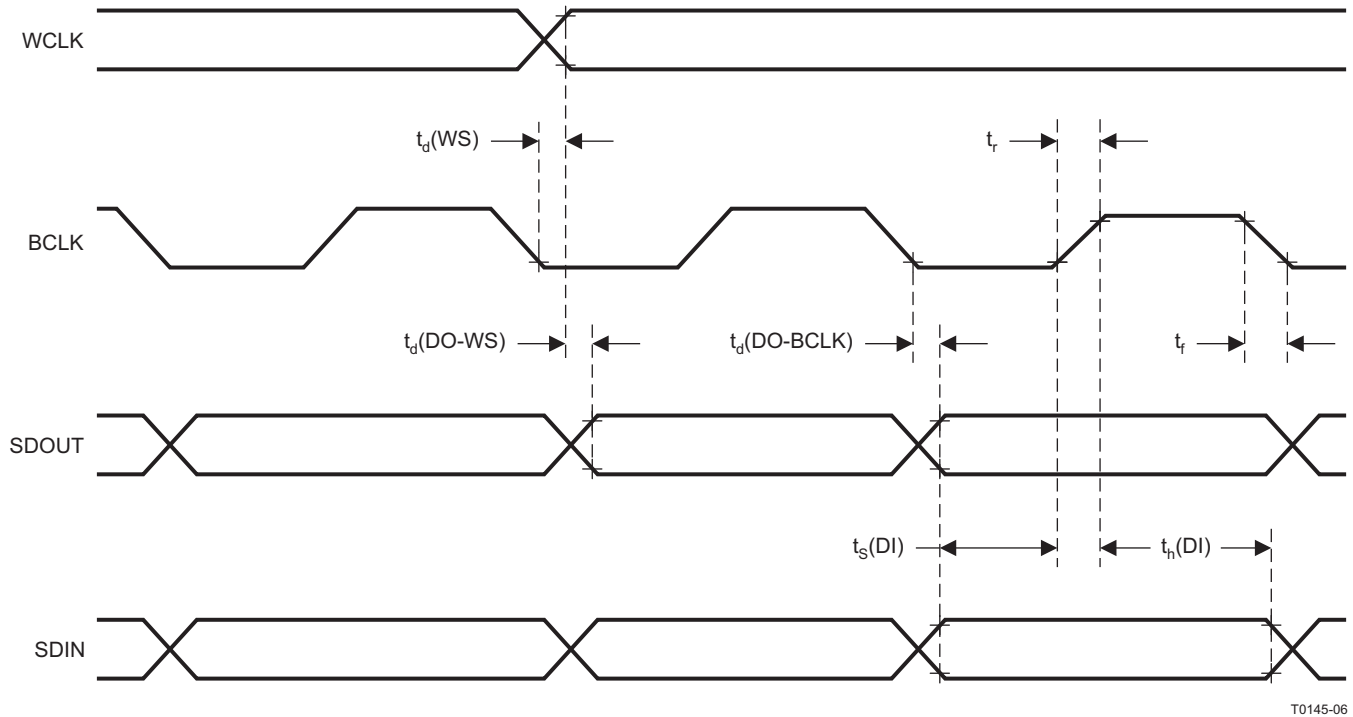 WCLK
td(WS)
tr
BCLK
td(DO-WS)
td(DO-BCLK)
tf
SDOUT
tS(DI)
th(DI)
SDIN
T0145-06